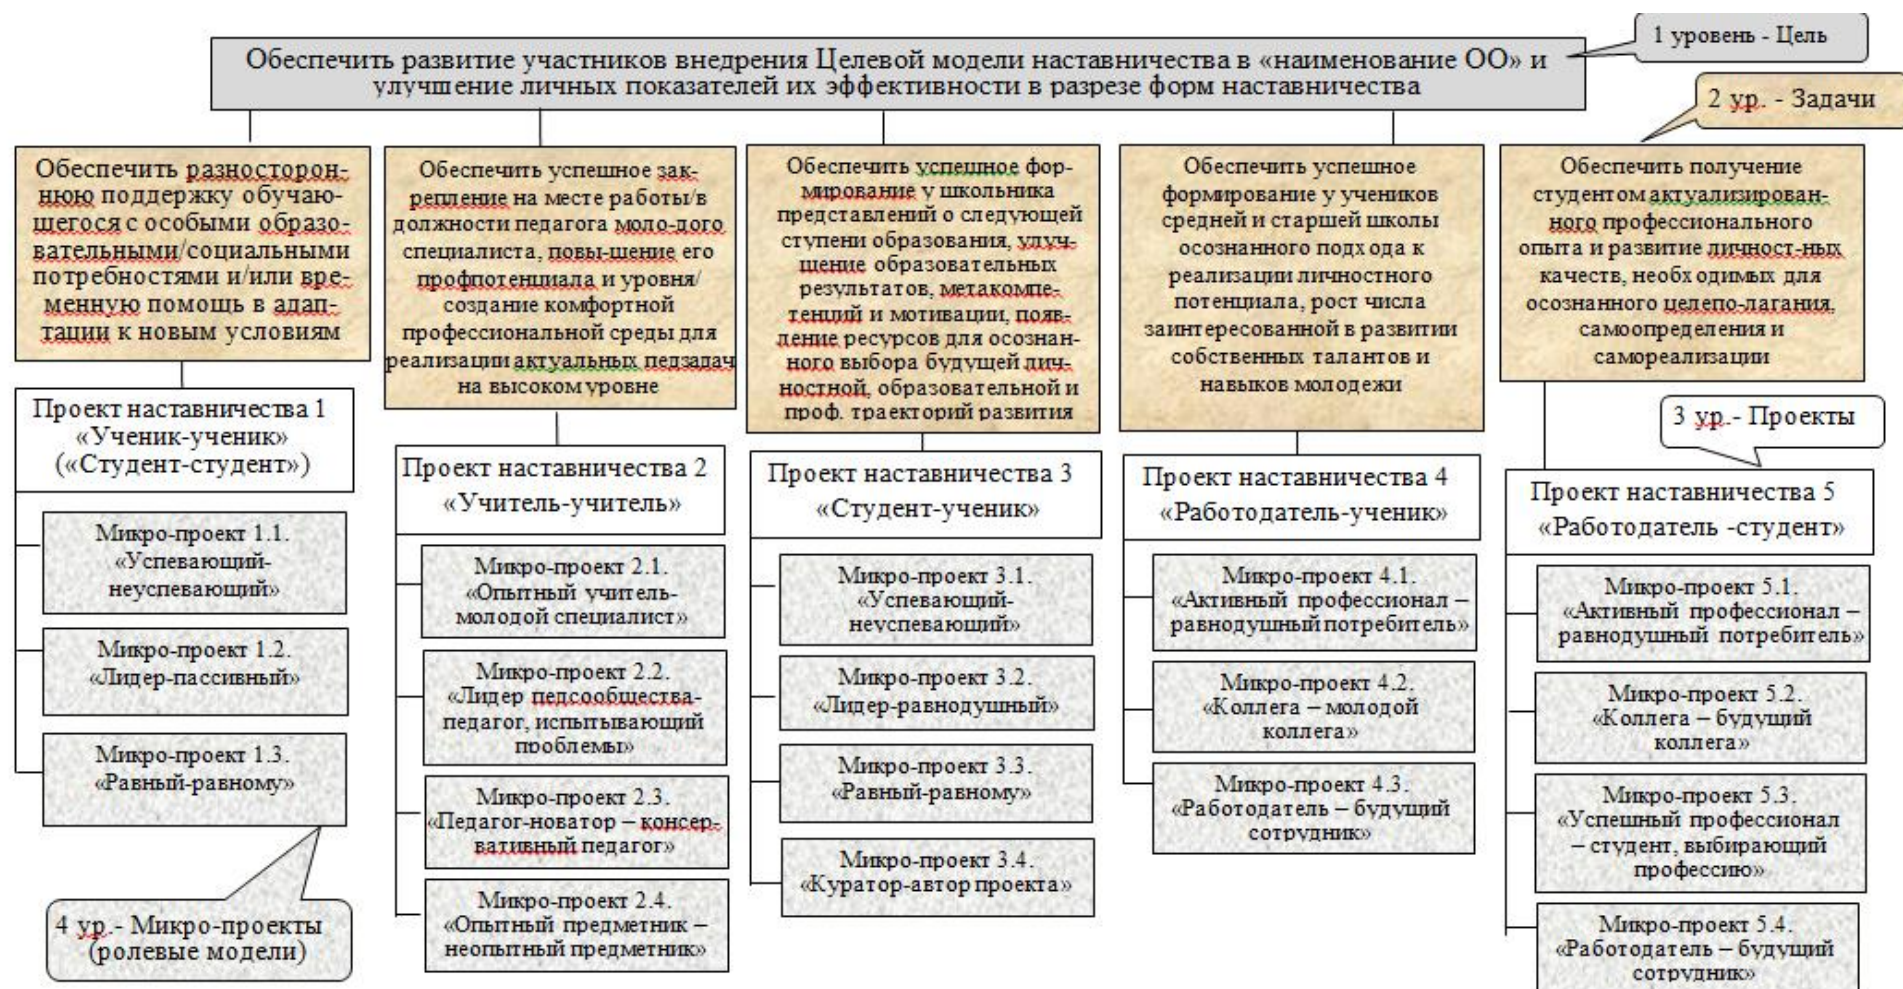 1 уровень - Цель
Обеспечить развитие участников внедрения Целевой модели наставничества в «наименование ОО» и
улучшение личных показателей их эффективности в разрезе форм наставничества
2 ур. - Задачи
Обеспечить разносторон-
нюю поддержку обучаю-
щегося с особыми образо-
вательными/социальными
потребностями и/или вре-
менную помощь в адап-
тации к новым условиям
Обеспечить успешное зак-
репление на месте работы/в
должности педагога моло-дого
специалиста, повы-шение его
профпотенциала и уровня/
создание комфортной
профессиональной среды для
реализации актуальных педзадач
на высоком уровне
Обеспечить успешное фор-
мирование у школьника
представлений о следующей
ступени образования, улуч-
шение образовательных
результатов, метакомпе-
тенций и мотивации, появ-
ление ресурсов для осознан-
ного выбора будущей лич-
ностной, образовательной и
проф. траекторий развития
Обеспечить успешное
формирование у учеников
средней и старшей школы
осознанного подхода к
реализации личностного
потенциала, рост числа
заинтересованной в развитии
собственных талантов и
навыков молодежи
Обеспечить получение
студентом актуализирован-
ного профессионального
опыта и развитие личност-ных
качеств, необходимых для
осознанного целепо-лагания,
самоопределения и
самореализации
3 ур.- Проекты
Проект наставничества 1
«Ученик-ученик»
(«Студент-студент»)
Микро-проект 1.1.
«Успевающий-
неуспевающий»
Микро-проект 1.2.
«Лидер-пассивный»
Микро-проект 1.3.
«Равный-равному»
4 ур.- Микро-проекты
(ролевые модели)
Проект наставничества 2
«Учитель-учитель»
Микро-проект 2.1.
«Опытный учитель-
молодой специалист»
Микро-проект 2.2.
«Лидер педсообщества-
педагог, испытывающий
проблемы»
Микро-проект 2.3.
«Педагог-новатор – консер-
вативный педагог»
Микро-проект 2.4.
«Опытный предметник –
неопытный предметник»
Проект наставничества 3
«Студент-ученик»
Микро-проект 3.1.
«Успевающий-
неуспевающий»
Микро-проект 3.2.
«Лидер-равнодушный»
Микро-проект 3.3.
«Равный-равному»
Микро-проект 3.4.
«Куратор-автор проекта»
Проект наставничества 4
«Работодатель-ученик»
Микро-проект 4.1.
«Активный профессионал –
равнодушный потребитель»
Микро-проект 4.2.
«Коллега – молодой
коллега»
Микро-проект 4.3.
«Работодатель – будущий
сотрудник»
Проект наставничества 5
«Работодатель -студент»
Микро-проект 5.1.
«Активный профессионал –
равнодушный потребитель»
Микро-проект 5.2.
«Коллега – будущий
коллега»
Микро-проект 5.3.
«Успешный профессионал
– студент, выбирающий
профессию»
Микро-проект 5.4.
«Работодатель – будущий
сотрудник»